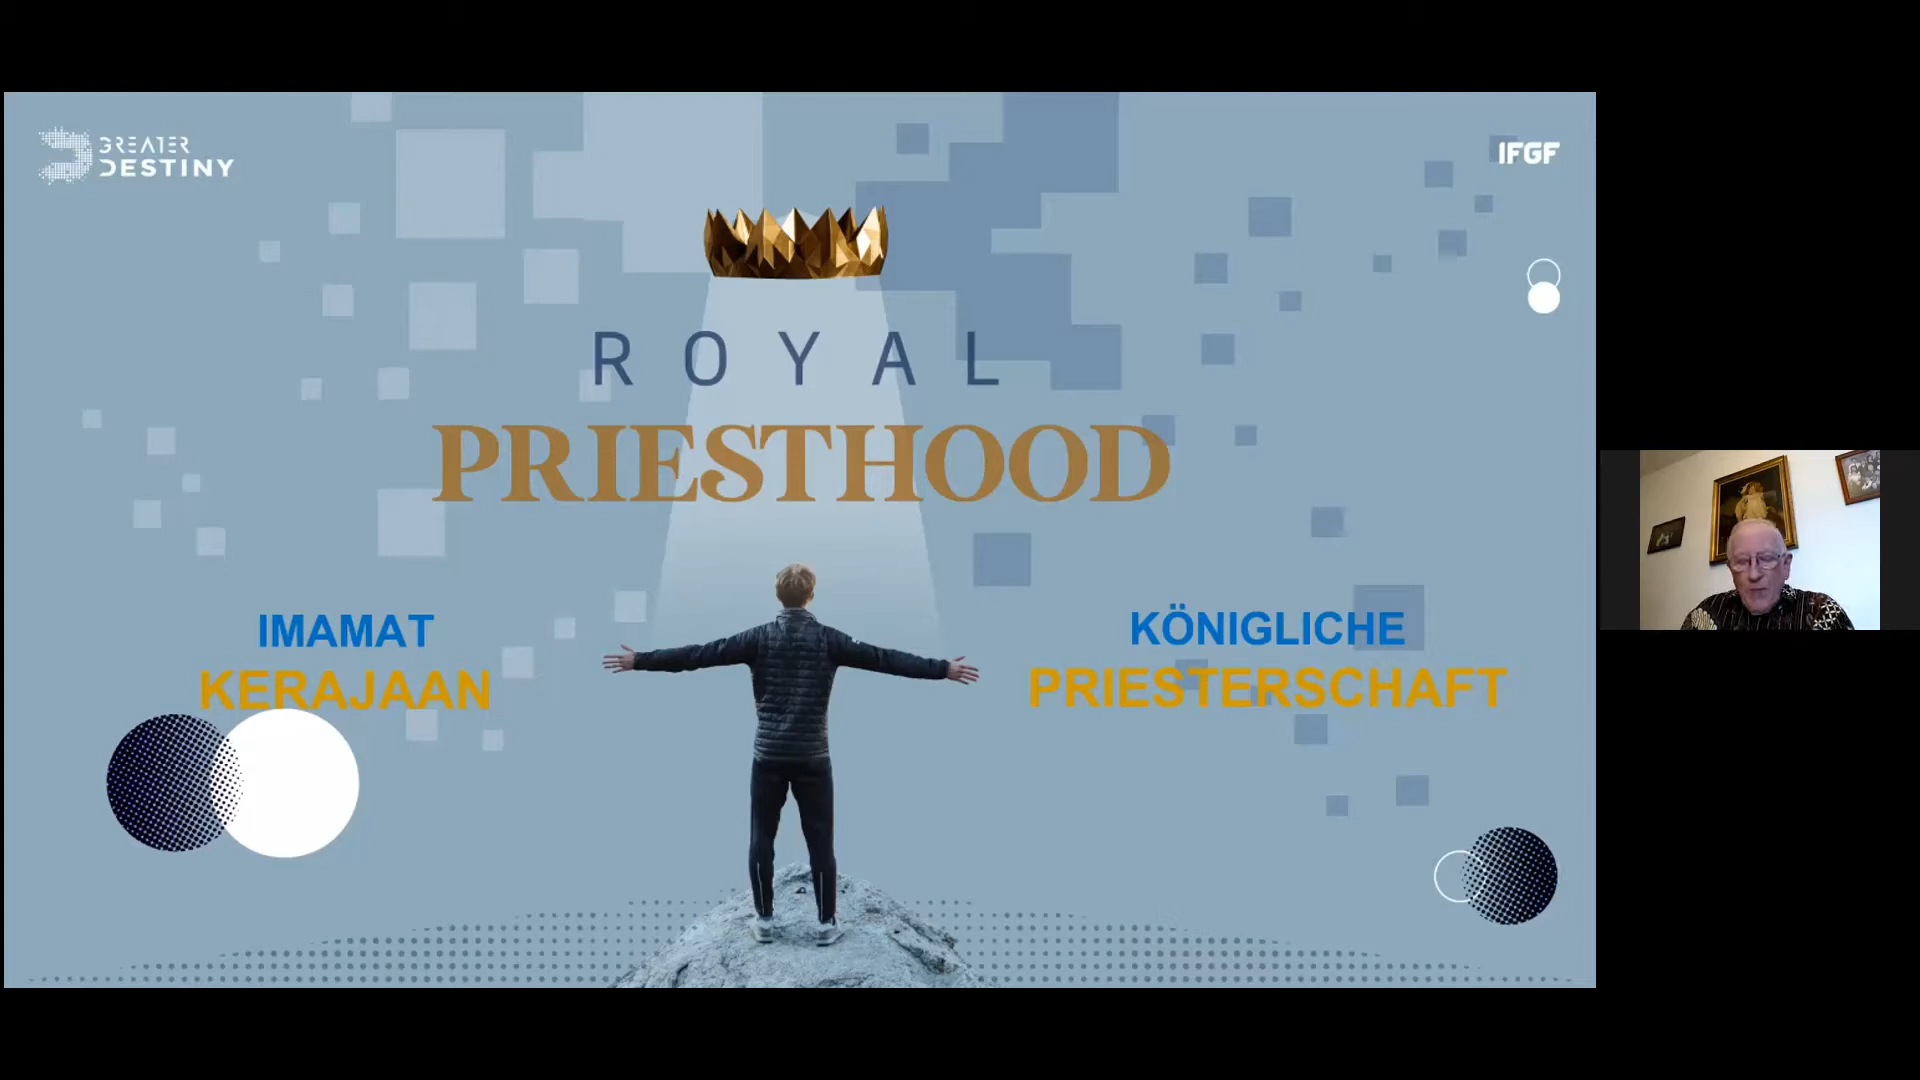 GREATER
DESTINY
IFGF
ROYAL
PRIESTHOOD
IMAMAT
KERAJAAN
KÖNIGLICHE
PRIESTERSCHAFT